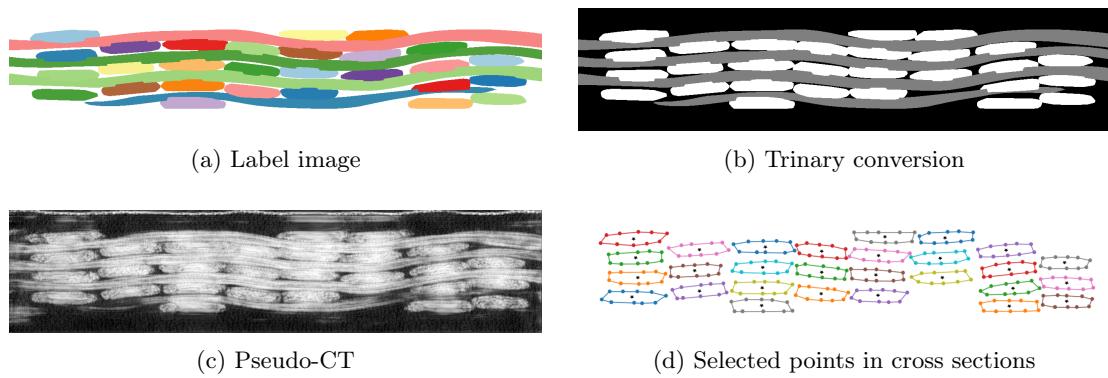 (a) Label image
(b) Trinary conversion
(c) Pseudo-CT
(d) Selected points in cross sections